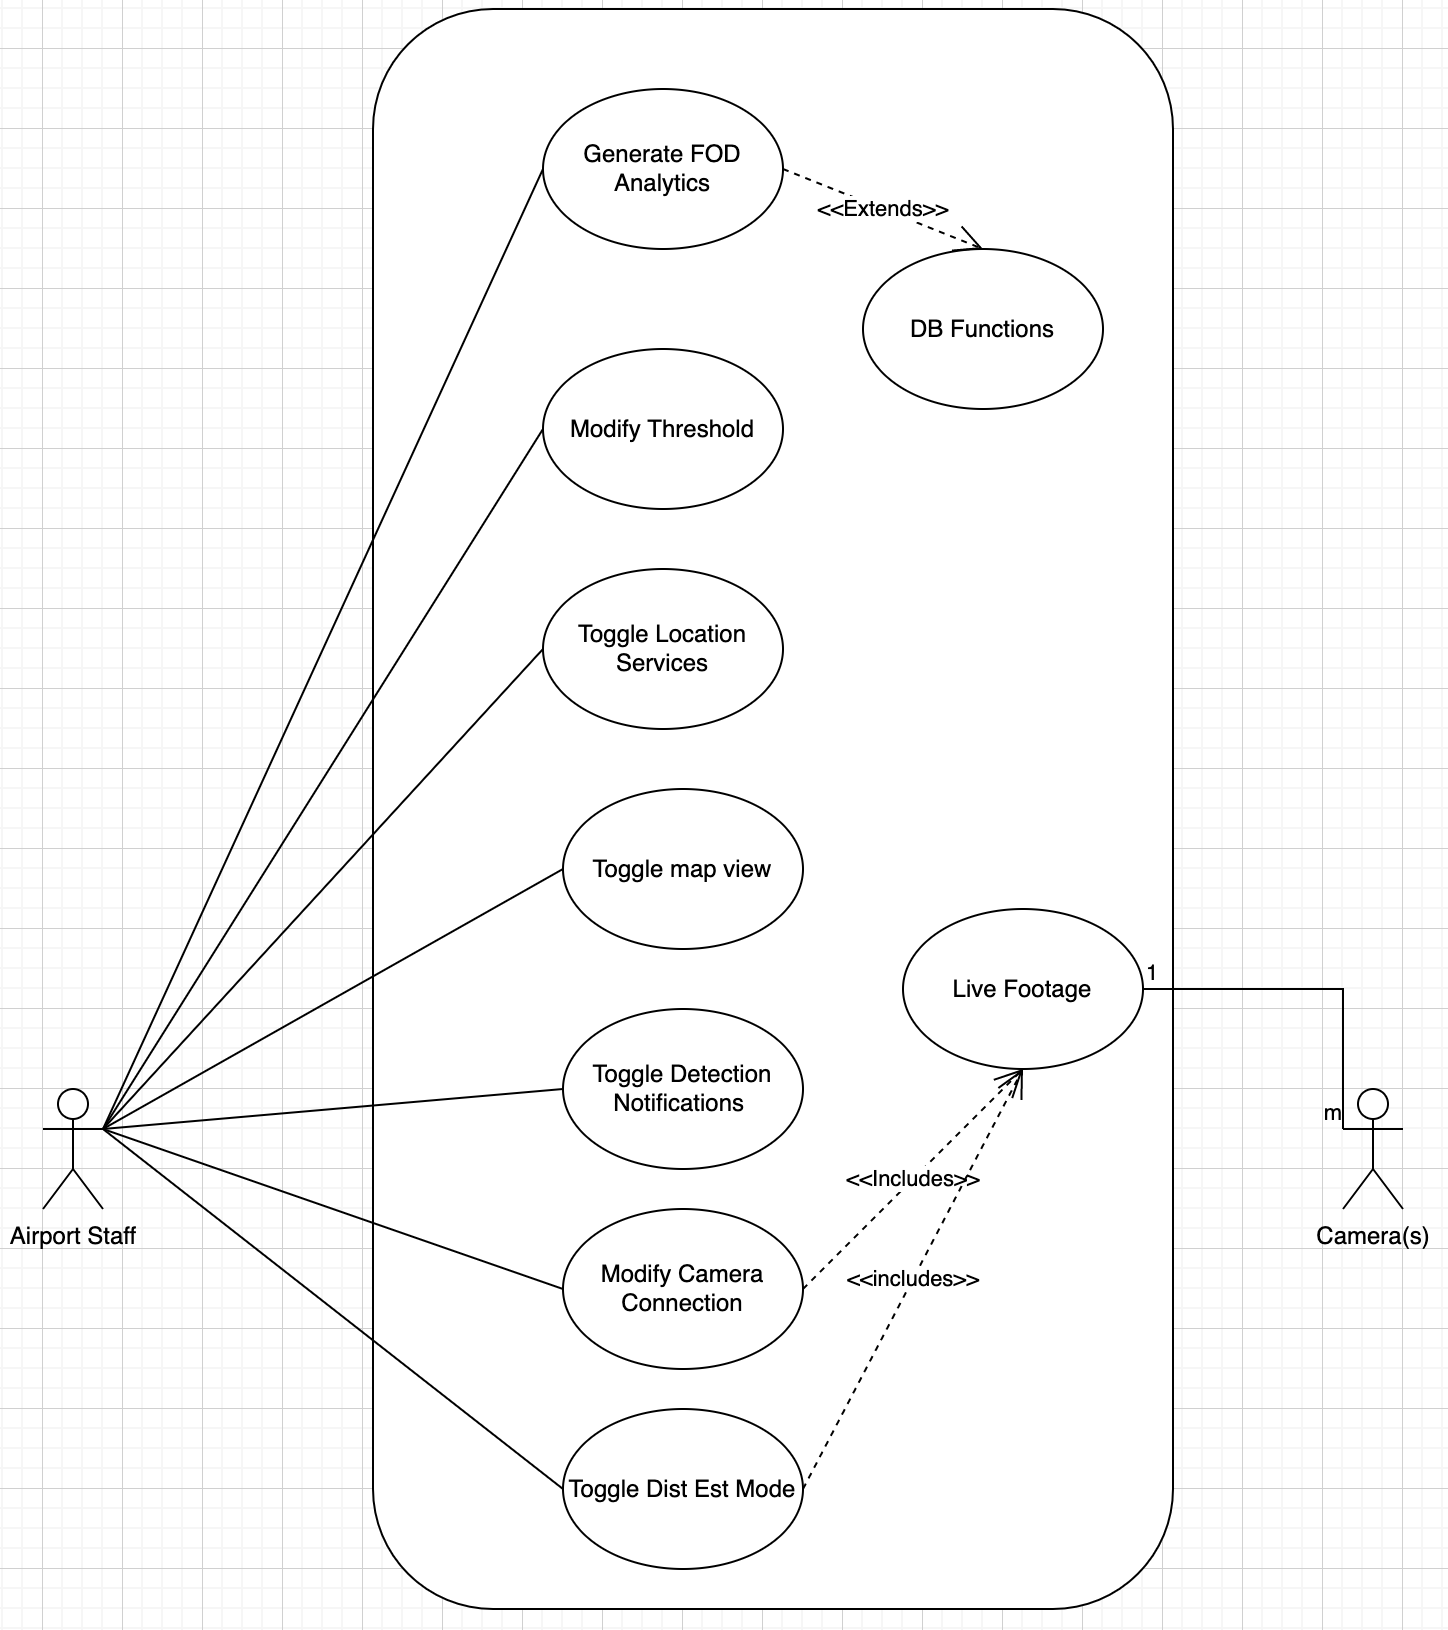 Generate FOD
Analytics
<<Extends>>
DB Functions
Modify Threshold
Toggle Location
Services
Toggle map view
Live Footage
1
Toggle Detection
Notifications
m
Airport Staff
Camera(s)
<<Includes>>
Modify Camera
Connection
<<includes>>
Toggle Dist Est Mode